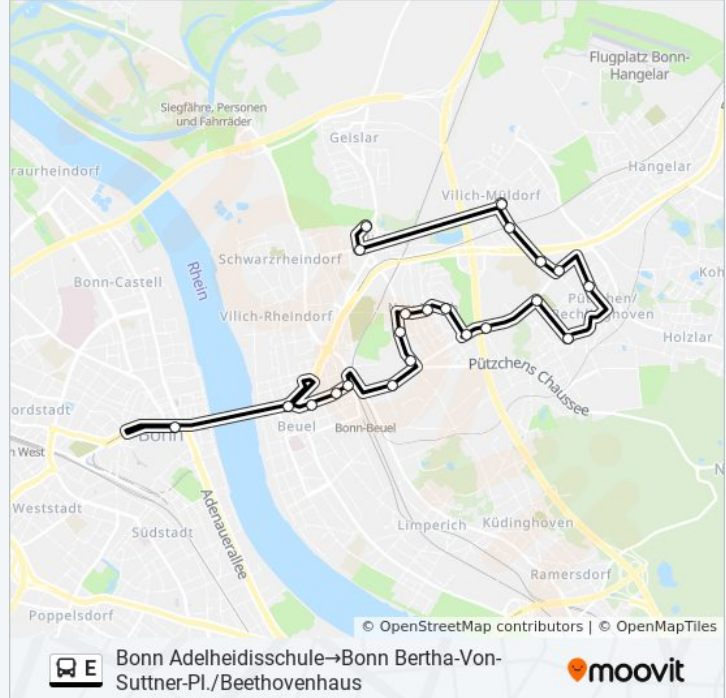 Flugplatz Bonn-
Hangelar
Siegfähre, Personen
und Fahrräder
Geislar
raurheindorf
Hangelar
Vilich-Müldorf
Schwarzrheindorf
Rhein
Bonn-Castell
Koh
Pützchen/
Bechlinghoven
Vilich-Rheindorf
Holzlar
Pützchens Chaussee
ordstadt
Bonn
Beuel
Bonn-Beuel
n West
Weststadt
Adenauerallee
Südstadt
Limperich
Küdinghoven
Ramersdorf
Poppelsdorf
© OpenStreetMap contributors | © OpenMapTiles
E
Bonn Adelheidisschule→Bonn Bertha-Von-
Suttner-Pl./Beethovenhaus
moovit